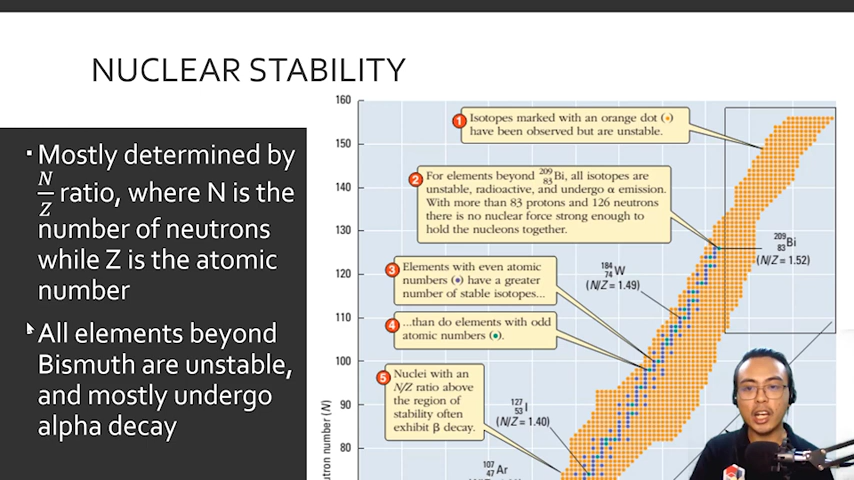 NUCLEAR STABILITY
▪ Mostly determined by
N/Z ratio, where N is the
number of neutrons
while Z is the atomic
number
▪ All elements beyond
Bismuth are unstable,
and mostly undergo
alpha decay
160
150
140
130
120
110
100
90
80
utron number (N)
1 Isotopes marked with an orange dot (•)
have been observed but are unstable.
2 For elements beyond 209 83 Bi, all isotopes are
unstable, radioactive, and undergo α emission.
With more than 83 protons and 126 neutrons
there is no nuclear force strong enough to
hold the nucleons together.
209 83 Bi
(N/Z = 1.52)
3 Elements with even atomic
numbers (•) have a greater
number of stable isotopes...
184 74 W
(N/Z = 1.49)
4 ...than do elements with odd
atomic numbers (•).
5 Nuclei with an
N/Z ratio above
the region of
stability often
exhibit β decay.
127 53 I
(N/Z = 1.40)
107 47 Ar